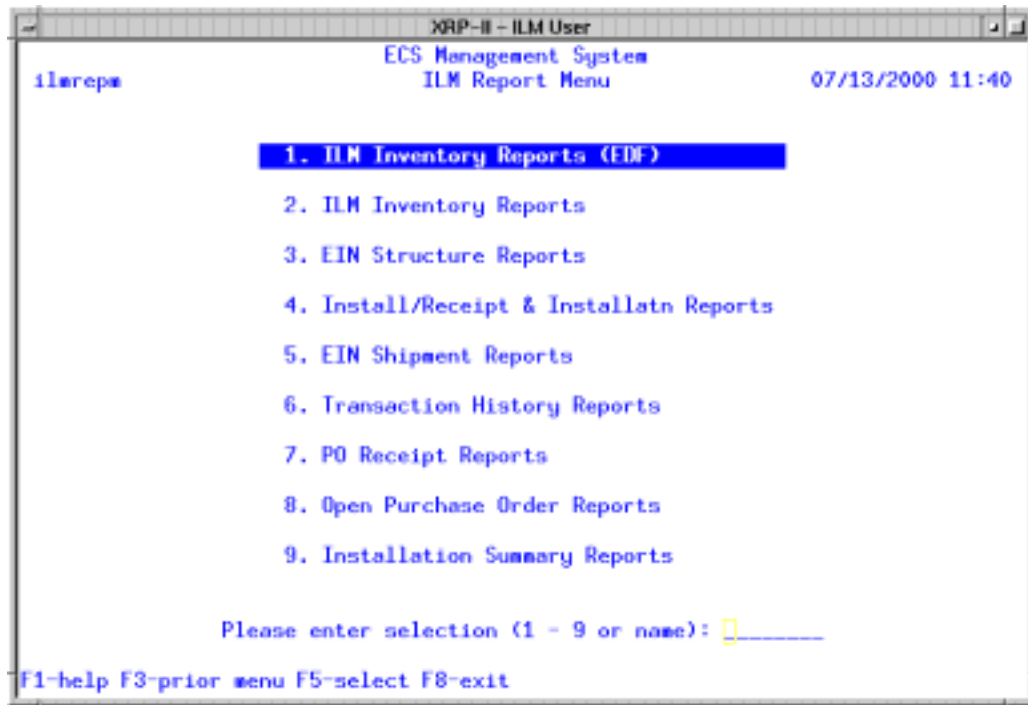 XRP-II - ILM User
ECS Management System
ilmrepm ILM Report Menu 07/13/2000 11:40
1. ILM Inventory Reports (EDF)
2. ILM Inventory Reports
3. EIN Structure Reports
4. Install/Receipt & Installatn Reports
5. EIN Shipment Reports
6. Transaction History Reports
7. PO Receipt Reports
8. Open Purchase Order Reports
9. Installation Summary Reports
Please enter selection (1 - 9 or name): ________
F1-help F3-prior menu F5-select F8-exit